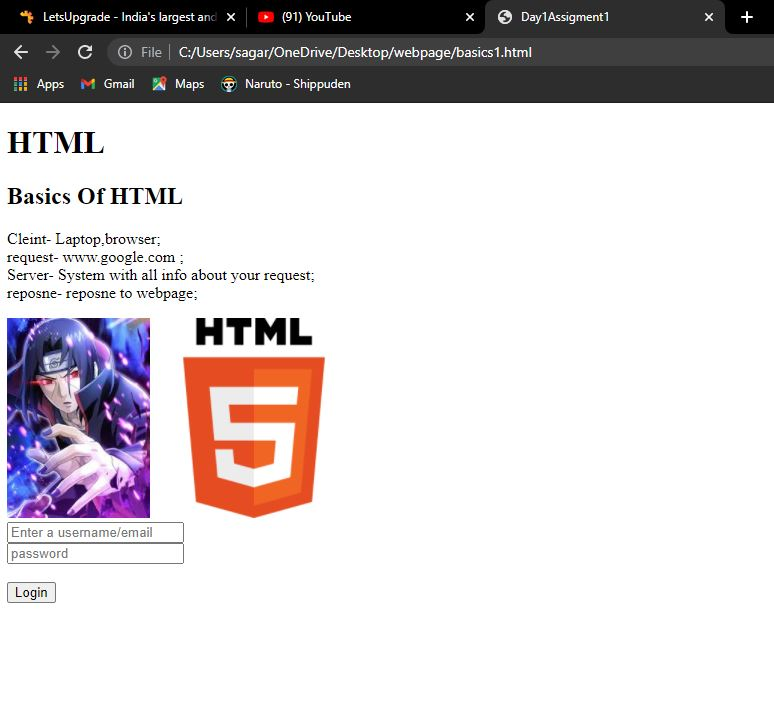 LetsUpgrade - India's largest and
(91) YouTube
Day1Assigment1
File
C:/Users/sagar/OneDrive/Desktop/webpage/basics1.html
Apps
Gmail
Maps
Naruto - Shippuden
HTML
Basics Of HTML
Cleint- Laptop,browser;
request- www.google.com ;
Server- System with all info about your request;
reposne- reposne to webpage;
HTML
5
Enter a username/email
password
Login